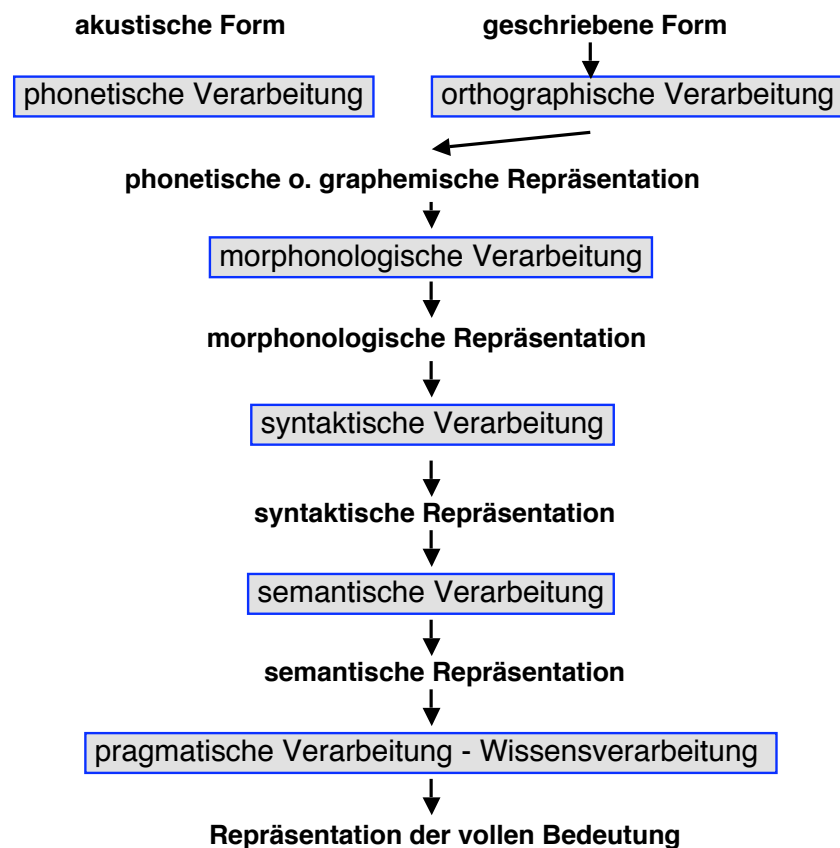 akustische Form
geschriebene Form
phonetische Verarbeitung
orthographische Verarbeitung
phonetische o. graphemische Repräsentation
morphonologische Verarbeitung
morphonologische Repräsentation
syntaktische Verarbeitung
syntaktische Repräsentation
semantische Verarbeitung
semantische Repräsentation
pragmatische Verarbeitung - Wissensverarbeitung
Repräsentation der vollen Bedeutung